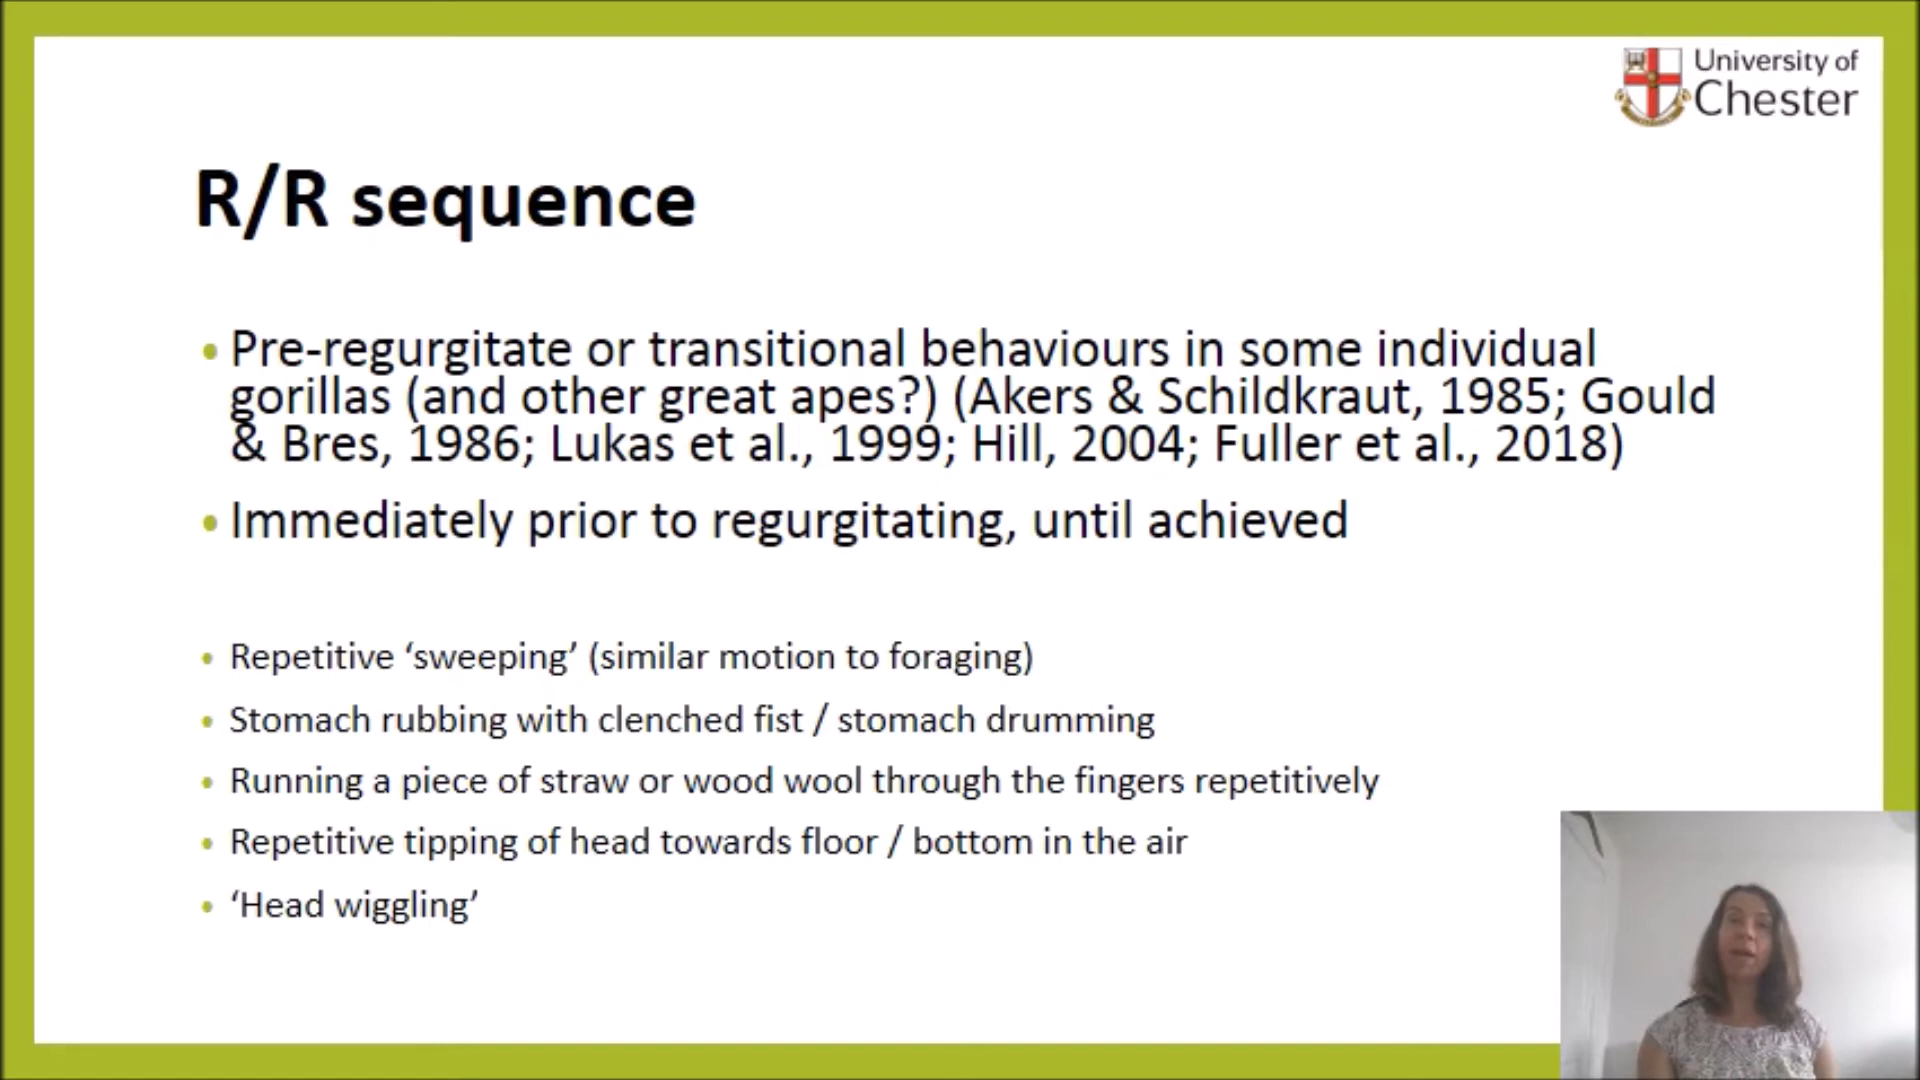 University of
Chester
R/R sequence
• Pre-regurgitate or transitional behaviours in some individual
gorillas (and other great apes?) (Akers & Schildkraut, 1985; Gould
& Bres, 1986; Lukas et al., 1999; Hill, 2004; Fuller et al., 2018)
• Immediately prior to regurgitating, until achieved
• Repetitive ‘sweeping’ (similar motion to foraging)
• Stomach rubbing with clenched fist / stomach drumming
• Running a piece of straw or wood wool through the fingers repetitively
• Repetitive tipping of head towards floor / bottom in the air
• ‘Head wiggling’